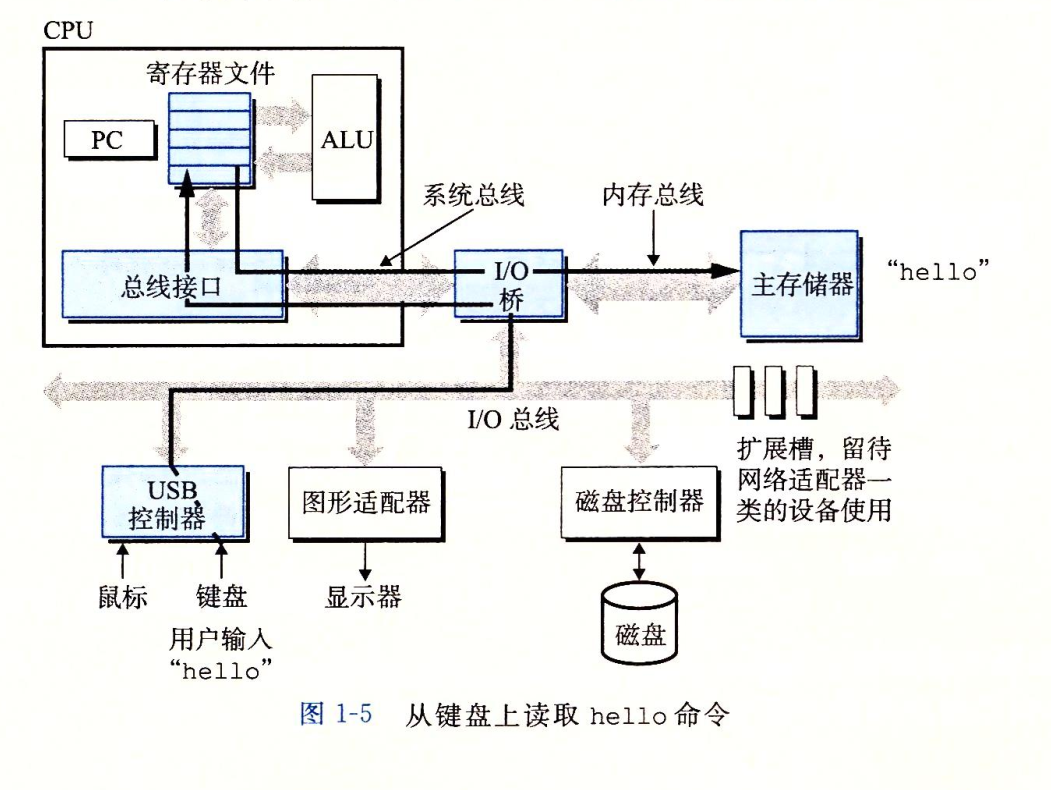 CPU
寄存器文件
PC
ALU
系统总线
内存总线
总线接口
I/O
桥
主存储器
“hello”
I/O 总线
扩展槽,留待
网络适配器一
类的设备使用
USB
控制器
图形适配器
磁盘控制器
鼠标
键盘
显示器
磁盘
用户输入
“hello”
图 1-5 从键盘上读取 hello 命令